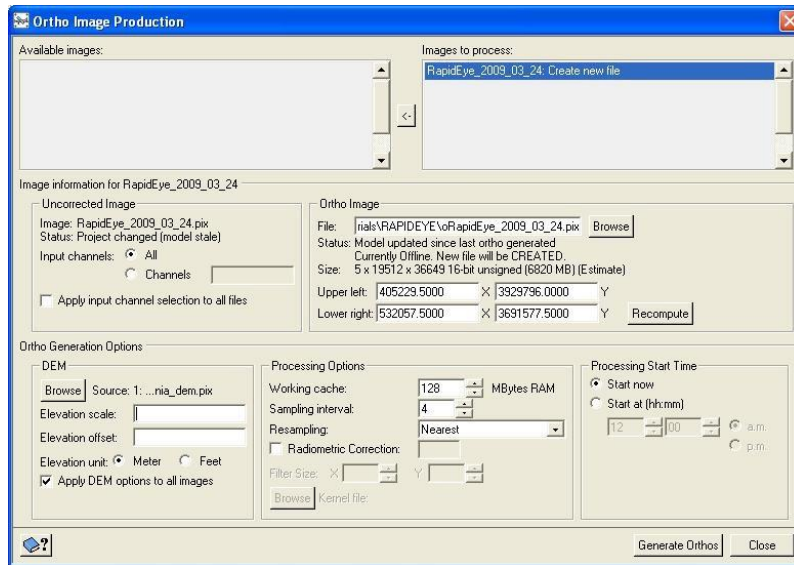 Ortho Image Production
Available images:
Images to process:
RapidEye_2009_03_24: Create new file
<-
Image information for RapidEye_2009_03_24
Uncorrected Image
Image: RapidEye_2009_03_24.pix
Status: Project changed (model stale)
Input channels: All
Channels
Apply input channel selection to all files
Ortho Image
File: rials\RAPIDEYE\oRapidEye_2009_03_24.pix Browse
Status: Model updated since last ortho generated
Currently Offline. New file will be CREATED.
Size: 5 x 19512 x 36649 16-bit unsigned (6820 MB) (Estimate)
Upper left: 405229.5000 X 3929796.0000 Y
Lower right: 532057.5000 X 3691577.0000 Y Recompute
Ortho Generation Options
DEM
Browse Source: 1: ...nia_dem.pix
Elevation scale:
Elevation offset:
Elevation unit: Meter Feet
Apply DEM options to all images
Processing Options
Working cache: 128 MBytes RAM
Sampling interval: 4
Resampling: Nearest
Radiometric Correction:
Filter Size: X Y
Browse Kernel file:
Processing Start Time
Start now
Start at (hh:mm)
12 00 a.m.
p.m.
?
Generate Orthos Close